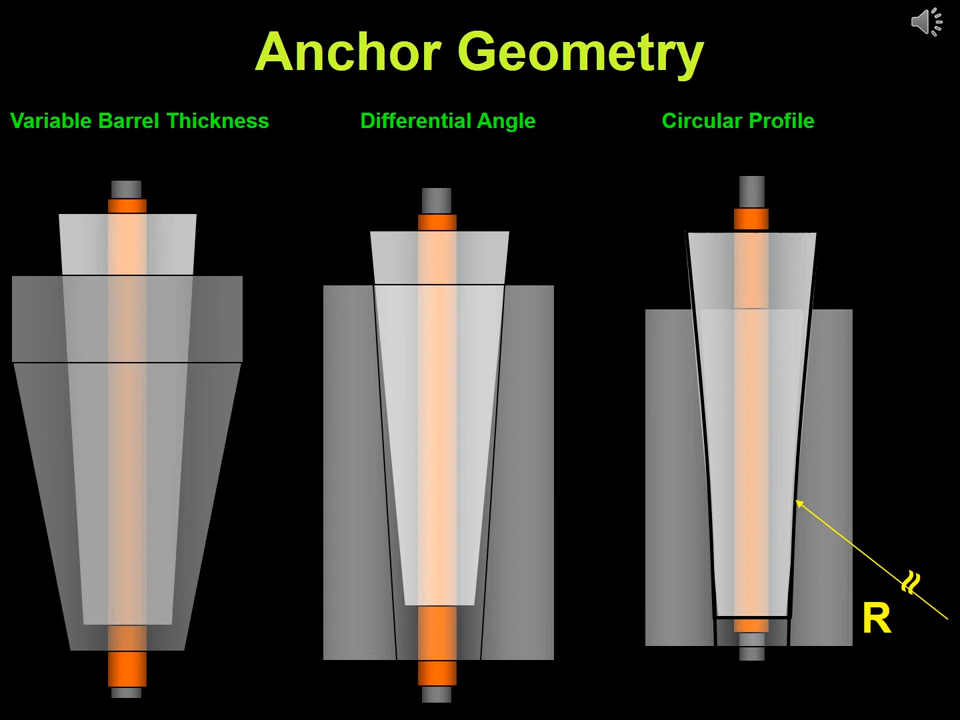 Anchor Geometry
Variable Barrel Thickness
Differential Angle
Circular Profile
R